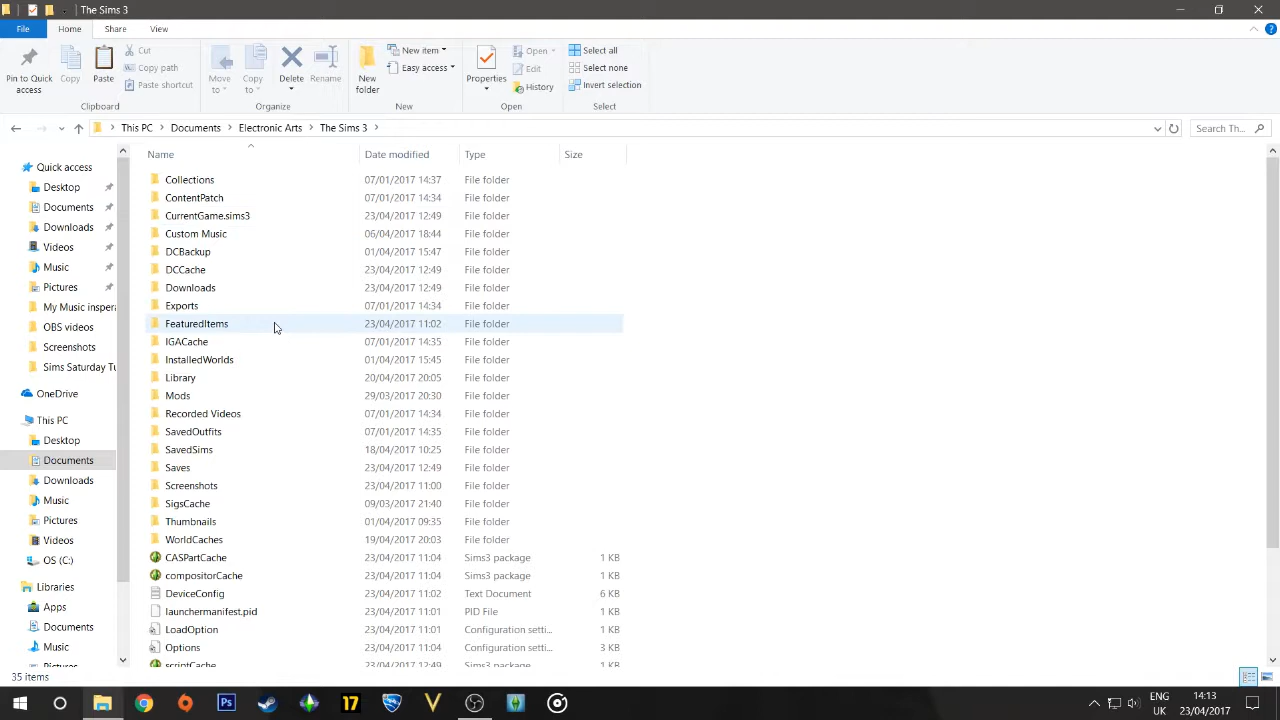 The Sims 3
File Home Share View
Pin to Quick access
Copy
Paste
Cut
Copy path
Paste shortcut
Clipboard
Move to
Copy to
Delete
Rename
Organize
New folder
New item
Easy access
New
Properties
Open
Edit
History
Open
Select all
Select none
Invert selection
Select
This PC Documents Electronic Arts The Sims 3
Search Th...
Quick access
Desktop
Documents
Downloads
Videos
Music
Pictures
My Music inspera
OBS videos
Screenshots
Sims Saturday Tu
OneDrive
This PC
Desktop
Documents
Downloads
Music
Pictures
Videos
OS (C:)
Libraries
Apps
Documents
Music
Pictures
Name Date modified Type Size
Collections 07/01/2017 14:37 File folder
ContentPatch 07/01/2017 14:34 File folder
CurrentGame.sims3 23/04/2017 12:49 File folder
Custom Music 06/04/2017 18:44 File folder
DCBackup 01/04/2017 15:47 File folder
DCCache 23/04/2017 12:49 File folder
Downloads 23/04/2017 12:49 File folder
Exports 07/01/2017 14:34 File folder
FeaturedItems 23/04/2017 11:02 File folder
IGACache 07/01/2017 14:35 File folder
InstalledWorlds 01/04/2017 15:45 File folder
Library 20/04/2017 20:05 File folder
Mods 29/03/2017 20:30 File folder
Recorded Videos 07/01/2017 14:34 File folder
SavedOutfits 07/01/2017 14:35 File folder
SavedSims 18/04/2017 10:25 File folder
Saves 23/04/2017 12:49 File folder
Screenshots 23/04/2017 11:00 File folder
SigsCache 09/03/2017 21:40 File folder
Thumbnails 01/04/2017 09:35 File folder
WorldCaches 19/04/2017 20:03 File folder
CASPartCache 23/04/2017 11:04 Sims3 package 1 KB
compositorCache 23/04/2017 11:04 Sims3 package 1 KB
DeviceConfig 23/04/2017 11:02 Text Document 6 KB
launchermanifest.pid 23/04/2017 11:01 PID File 1 KB
LoadOption 23/04/2017 11:01 Configuration setti... 1 KB
Options 23/04/2017 11:04 Configuration setti... 3 KB
scriptCache 23/04/2017 12:49 Sims3 package 1 KB
35 items
Ps
17
ENG
UK
14:13
23/04/2017